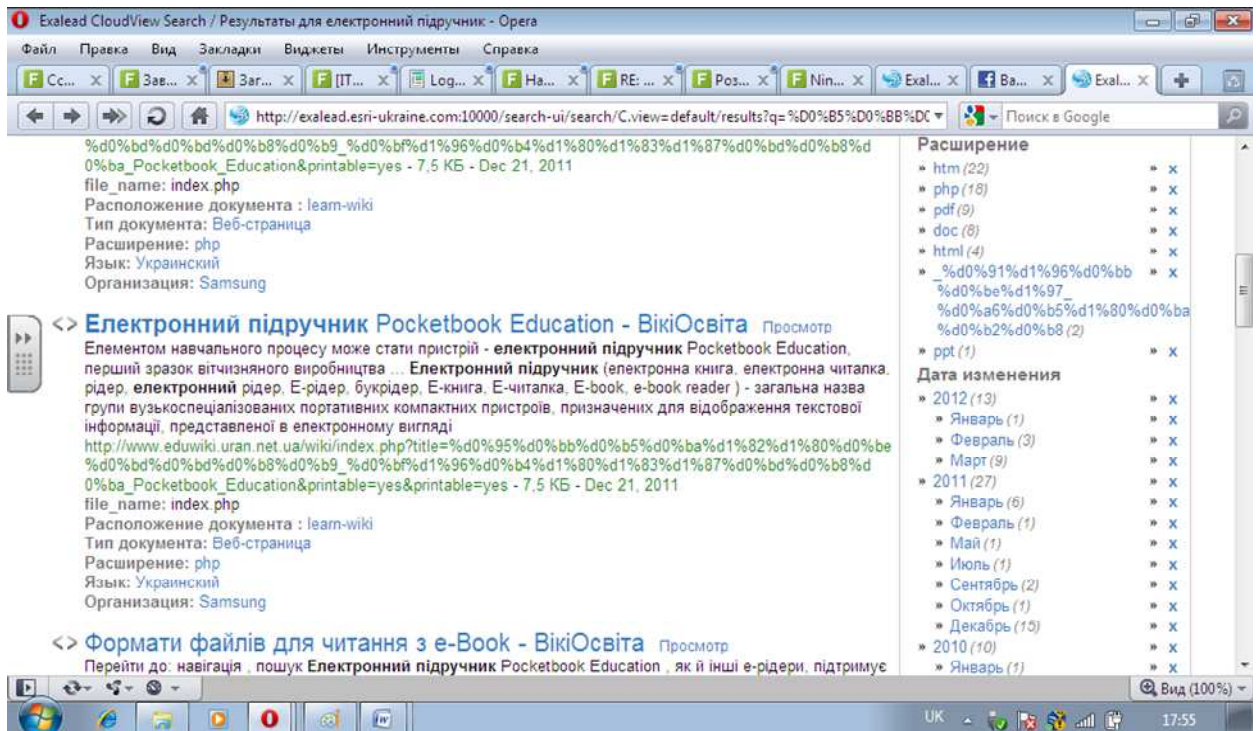 Exalead CloudView Search / Результаты для електронний підручник - Opera
Файл Правка Вид Закладки Виджеты Инструменты Справка
Сс... Зав... Заг... [IT... Log... На... RE: ... Роз... Nin... Exal... Ва... Exal...
http://exalead.esri-ukraine.com:10000/search-ui/search/C.view=default/results?q=%D0%B5%D0%BB%D0 Поиск в Google
%d0%bd%d0%bd%d0%b8%d0%b9_%d0%bf%d1%96%d0%b4%d1%80%d1%83%d1%87%d0%bd%d0%b8%d
0%ba_Pocketbook_Education&printable=yes - 7,5 КБ - Dec 21, 2011
file_name: index.php
Расположение документа : learn-wiki
Тип документа: Веб-страница
Расширение: php
Язык: Украинский
Организация: Samsung
Електронний підручник Pocketbook Education - ВікіОсвіта Просмотр
Елементом навчального процесу може стати пристрій - електронний підручник Pocketbook Education,
перший зразок вітчизняного виробництва ... Електронний підручник (електронна книга, електронна читалка,
рідер, електронний рідер, Е-рідер, букрідер, Е-книга, Е-читалка, E-book, e-book reader ) - загальна назва
групи вузькоспеціалізованих портативних компактних пристроїв, призначених для відображення текстової
інформації, представленої в електронному вигляді
http://www.eduwiki.uran.net.ua/wiki/index.php?title=%d0%95%d0%bb%d0%b5%d0%ba%d1%82%d1%80%d0%be
%d0%bd%d0%bd%d0%b8%d0%b9_%d0%bf%d1%96%d0%b4%d1%80%d1%83%d1%87%d0%bd%d0%b8%d
0%ba_Pocketbook_Education&printable=yes&printable=yes - 7,5 КБ - Dec 21, 2011
file_name: index.php
Расположение документа : learn-wiki
Тип документа: Веб-страница
Расширение: php
Язык: Украинский
Организация: Samsung
Формати файлів для читання з e-Book - ВікіОсвіта Просмотр
Перейти до: навігація , пошук Електронний підручник Pocketbook Education , як й інші е-рідери, підтримує
Расширение
htm (22)
php (18)
pdf (9)
doc (8)
html (4)
_%d0%91%d1%96%d0%bb
%d0%be%d1%97_
%d0%a6%d0%b5%d1%80%d0%ba
%d0%b2%d0%b8 (2)
ppt (1)
Дата изменения
2012 (13)
Январь (1)
Февраль (3)
Март (9)
2011 (27)
Январь (6)
Февраль (1)
Май (1)
Июль (1)
Сентябрь (2)
Октябрь (1)
Декабрь (15)
2010 (10)
Январь (1)
Вид (100%)
UK 17:55